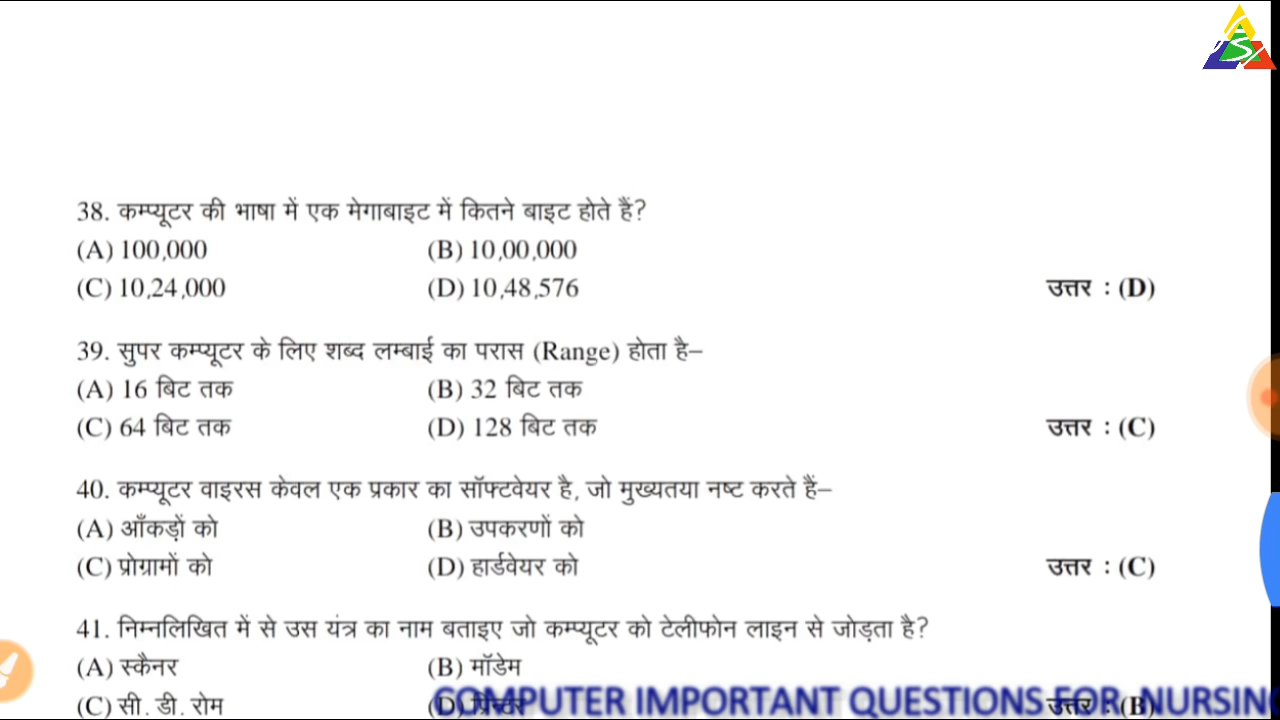 38. कम्प्यूटर की भाषा में एक मेगाबाइट में कितने बाइट होते हैं?
(A) 100,000 (B) 10,00,000
(C) 10,24,000 (D) 10,48,576 उत्तर : (D)
39. सुपर कम्प्यूटर के लिए शब्द लम्बाई का परास (Range) होता है–
(A) 16 बिट तक (B) 32 बिट तक
(C) 64 बिट तक (D) 128 बिट तक उत्तर : (C)
40. कम्प्यूटर वाइरस केवल एक प्रकार का सॉफ्टवेयर है, जो मुख्यतया नष्ट करते हैं–
(A) आँकड़ों को (B) उपकरणों को
(C) प्रोग्रामों को (D) हार्डवेयर को उत्तर : (C)
41. निम्नलिखित में से उस यंत्र का नाम बताइए जो कम्प्यूटर को टेलीफोन लाइन से जोड़ता है?
(A) स्कैनर (B) मॉडेम
(C) सी. डी. रोम (D) प्रिन्टर उत्तर : (B)
COMPUTER IMPORTANT QUESTIONS FOR NURSIN